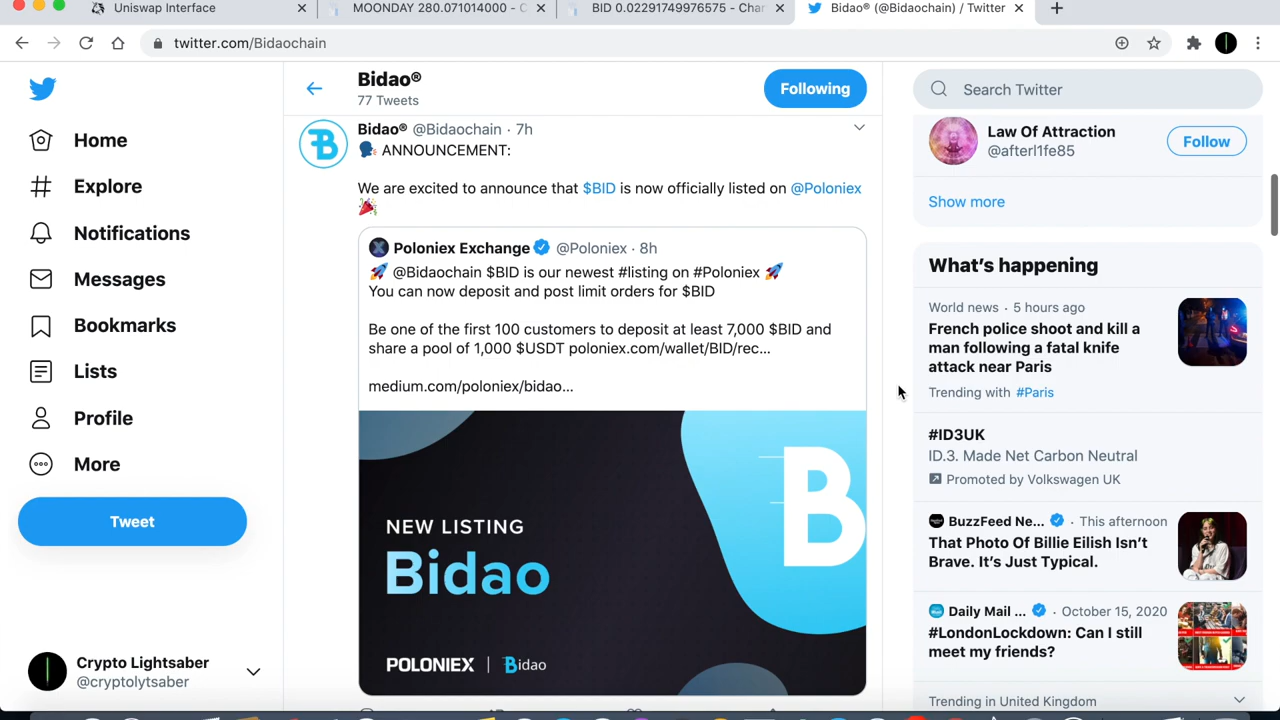 Uniswap Interface
MOONDAY 280.071014000 - C
BID 0.02291749976575 - Char
Bidao® (@Bidaochain) / Twitter
twitter.com/Bidaochain
Bidao®
77 Tweets
Following
Home
Explore
Notifications
Messages
Bookmarks
Lists
Profile
More
Tweet
Crypto Lightsaber
@cryptolytsaber
Bidao® @Bidaochain · 7h
🗣 ANNOUNCEMENT:
We are excited to announce that $BID is now officially listed on @Poloniex
🎉
Poloniex Exchange @Poloniex · 8h
🚀 @Bidaochain $BID is our newest #listing on #Poloniex 🚀
You can now deposit and post limit orders for $BID
Be one of the first 100 customers to deposit at least 7,000 $BID and
share a pool of 1,000 $USDT poloniex.com/wallet/BID/rec...
medium.com/poloniex/bidao...
NEW LISTING
Bidao
POLONIEX | Bidao
B
Search Twitter
Law Of Attraction
@afterl1fe85
Follow
Show more
What's happening
World news · 5 hours ago
French police shoot and kill a
man following a fatal knife
attack near Paris
Trending with #Paris
#ID3UK
ID.3. Made Net Carbon Neutral
Promoted by Volkswagen UK
BuzzFeed Ne... · This afternoon
That Photo Of Billie Eilish Isn't
Brave. It's Just Typical.
Daily Mail ... · October 15, 2020
#LondonLockdown: Can I still
meet my friends?
Trending in United Kingdom